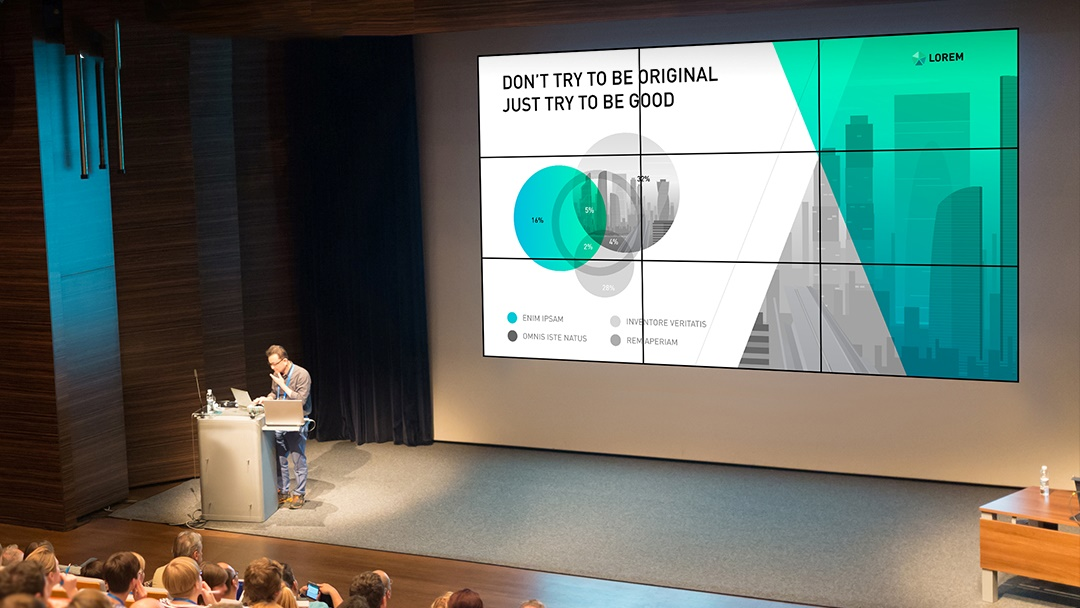 DON'T TRY TO BE ORIGINAL
JUST TRY TO BE GOOD
LOREM
32%
16%
5%
2%
4%
28%
ENIM IPSAM
OMNIS ISTE NATUS
INVENTORE VERITATIS
REM APERIAM